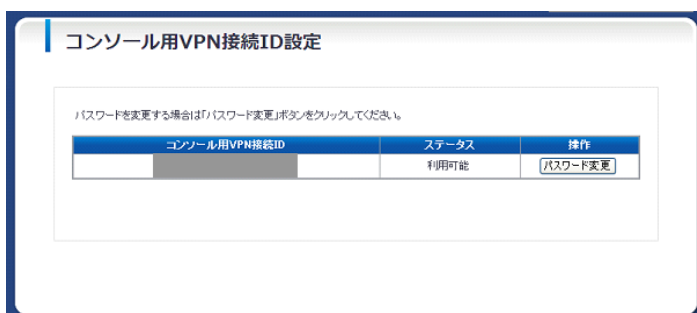 コンソール用VPN接続ID設定
パスワードを変更する場合は「パスワード変更」ボタンをクリックしてください。
コンソール用VPN接続ID ステータス 操作
利用可能 パスワード変更